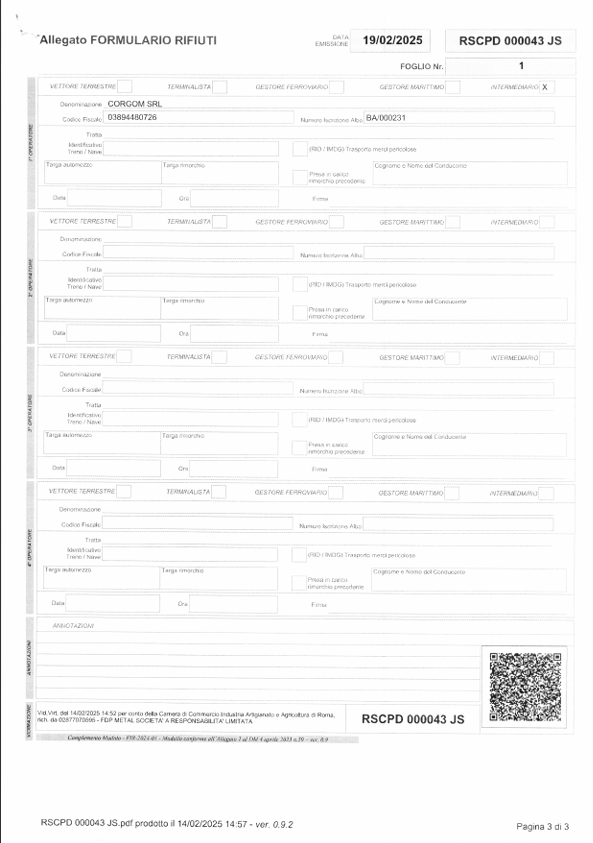 Allegato FORMULARIO RIFIUTI
DATA EMISSIONE 19/02/2025 RSCPD 000043 JS
FOGLIO Nr. 1
1° OPERATORE
VETTORE TERRESTRE TERMINALISTA GESTORE FERROVIARIO GESTORE MARITTIMO INTERMEDIARIO X
Denominazione CORGOM SRL
Codice Fiscale 03894480726 Numero Iscrizione Albo BA/000231
Tratta
Identificativo Treno / Nave (RID / IMDG) Trasporto merci pericolose
Targa automezzo Targa rimorchio Presa in carico rimorchio precedente Cognome e Nome del Conducente
Data Ora Firma
2° OPERATORE
VETTORE TERRESTRE TERMINALISTA GESTORE FERROVIARIO GESTORE MARITTIMO INTERMEDIARIO
Denominazione
Codice Fiscale Numero Iscrizione Albo
Tratta
Identificativo Treno / Nave (RID / IMDG) Trasporto merci pericolose
Targa automezzo Targa rimorchio Presa in carico rimorchio precedente Cognome e Nome del Conducente
Data Ora Firma
3° OPERATORE
VETTORE TERRESTRE TERMINALISTA GESTORE FERROVIARIO GESTORE MARITTIMO INTERMEDIARIO
Denominazione
Codice Fiscale Numero Iscrizione Albo
Tratta
Identificativo Treno / Nave (RID / IMDG) Trasporto merci pericolose
Targa automezzo Targa rimorchio Presa in carico rimorchio precedente Cognome e Nome del Conducente
Data Ora Firma
4° OPERATORE
VETTORE TERRESTRE TERMINALISTA GESTORE FERROVIARIO GESTORE MARITTIMO INTERMEDIARIO
Denominazione
Codice Fiscale Numero Iscrizione Albo
Tratta
Identificativo Treno / Nave (RID / IMDG) Trasporto merci pericolose
Targa automezzo Targa rimorchio Presa in carico rimorchio precedente Cognome e Nome del Conducente
Data Ora Firma
ANNOTAZIONI
ANNOTAZIONI
VIDIMAZIONE
Vid.Virt. del 14/02/2025 14:52 per conto della Camera di Commercio Industria Artigianato e Agricoltura di Roma,
rich. da - FDP METAL SOCIETA' A RESPONSABILITA' LIMITATA
RSCPD 000043 JS
Complemento Modulo - FIR-2024-01 - Modulo conforme all'Allegato 1 al DM 4 aprile 2023 n.59 - ver. 0.9
RSCPD 000043 JS.pdf prodotto il 14/02/2025 14:57 - ver. 0.9.2
Pagina 3 di 3